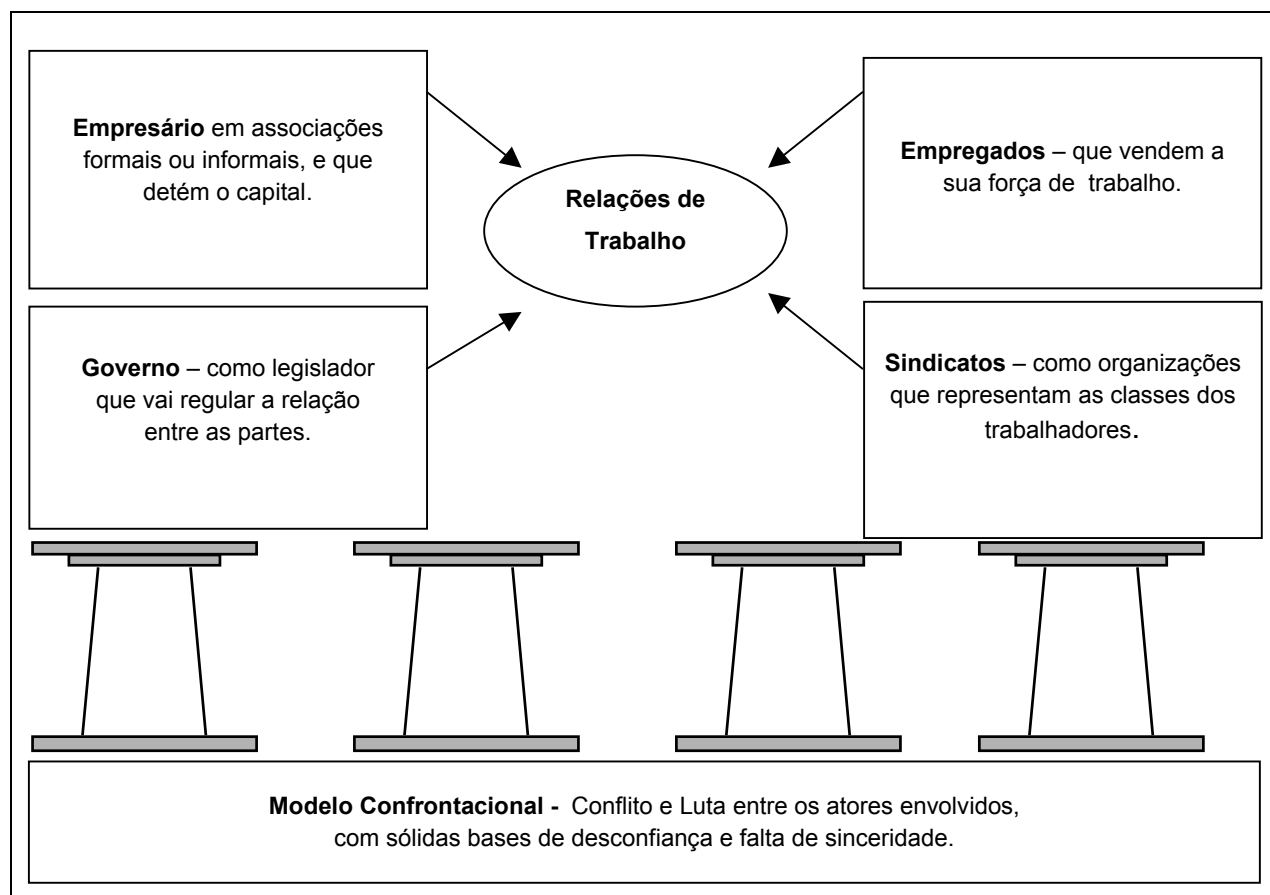 Empresário em associações
formais ou informais, e que
detém o capital.
Empregados – que vendem a
sua força de trabalho.
Relações de
Trabalho
Governo – como legislador
que vai regular a relação
entre as partes.
Sindicatos – como organizações
que representam as classes dos
trabalhadores.
Modelo Confrontacional - Conflito e Luta entre os atores envolvidos,
com sólidas bases de desconfiança e falta de sinceridade.